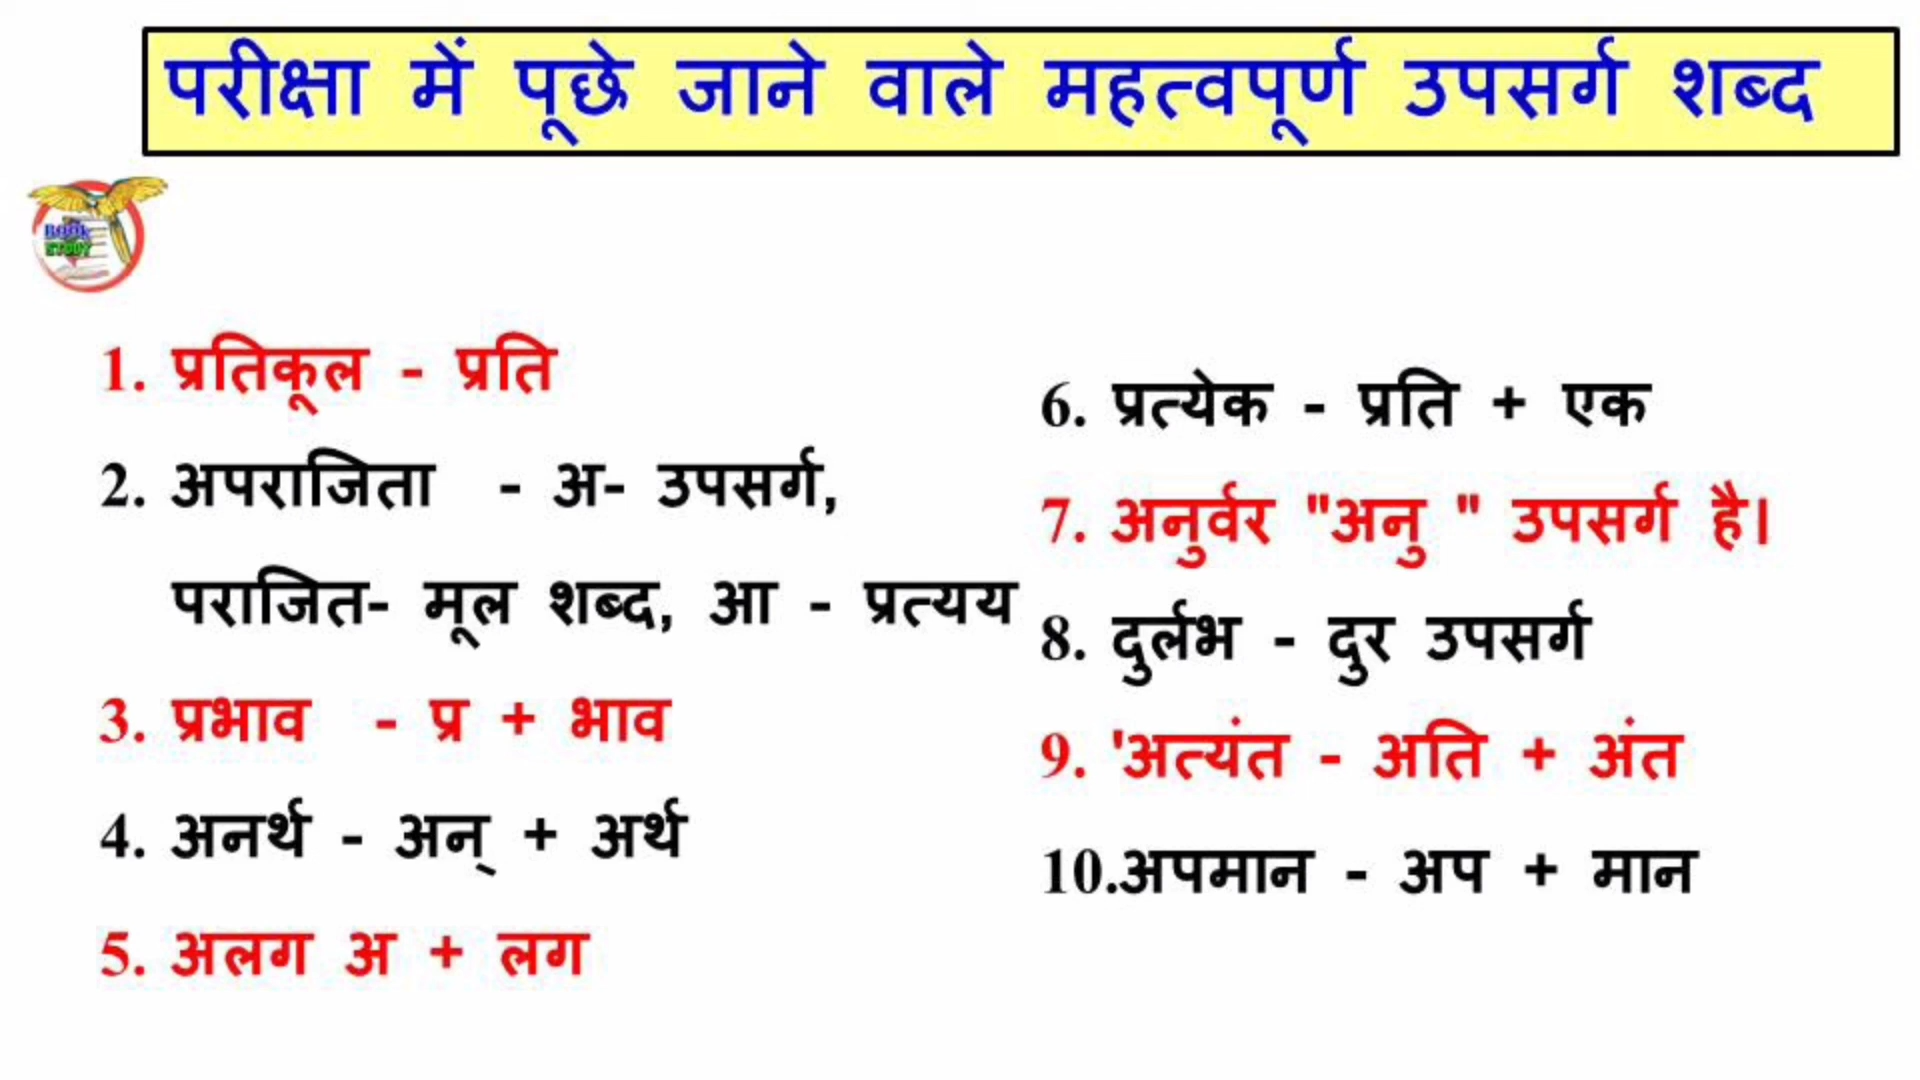 परीक्षा में पूछे जाने वाले महत्वपूर्ण उपसर्ग शब्द
BOOK
STUDY
1. प्रतिकूल - प्रति
2. अपराजिता - अ- उपसर्ग,
पराजित- मूल शब्द, आ - प्रत्यय
3. प्रभाव - प्र + भाव
4. अनर्थ - अन् + अर्थ
5. अलग अ + लग
6. प्रत्येक - प्रति + एक
7. अनुर्वर "अनु " उपसर्ग है।
8. दुर्लभ - दुर उपसर्ग
9. 'अत्यंत - अति + अंत
10.अपमान - अप + मान